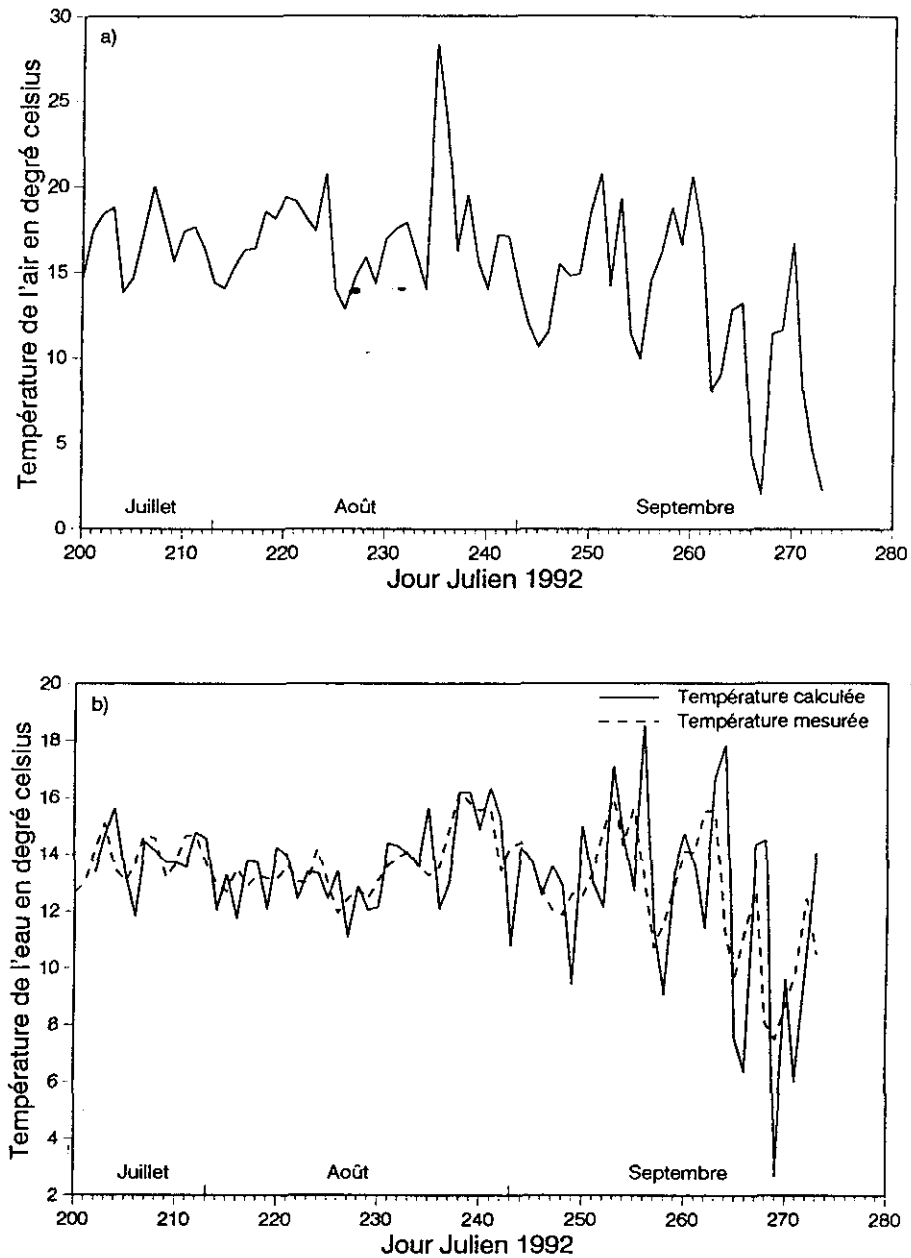 a)
Température de l'air en degré celsius
30
25
20
15
10
5
0
Juillet Août Septembre
200 210 220 230 240 250 260 270 280
Jour Julien 1992
b)
Température calculée
Température mesurée
Température de l'eau en degré celsius
20
18
16
14
12
10
8
6
4
2
Juillet Août Septembre
200 210 220 230 240 250 260 270 280
Jour Julien 1992